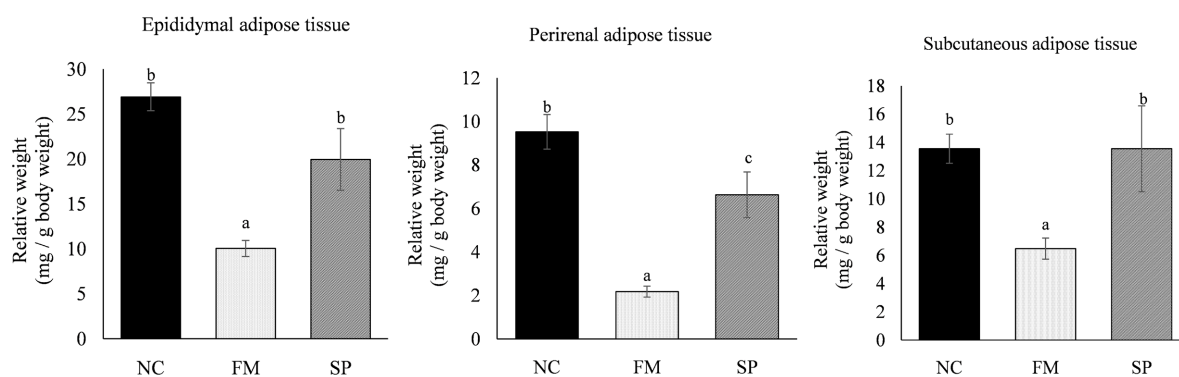 Epididymal adipose tissue
Relative weight
(mg / g body weight)
30
25
20
15
10
5
0
b
a
b
NC FM SP
Perirenal adipose tissue
Relative weight
(mg / g body weight)
12
10
8
6
4
2
0
b
a
c
NC FM SP
Subcutaneous adipose tissue
Relative weight
(mg / g body weight)
18
16
14
12
10
8
6
4
2
0
b
a
b
NC FM SP